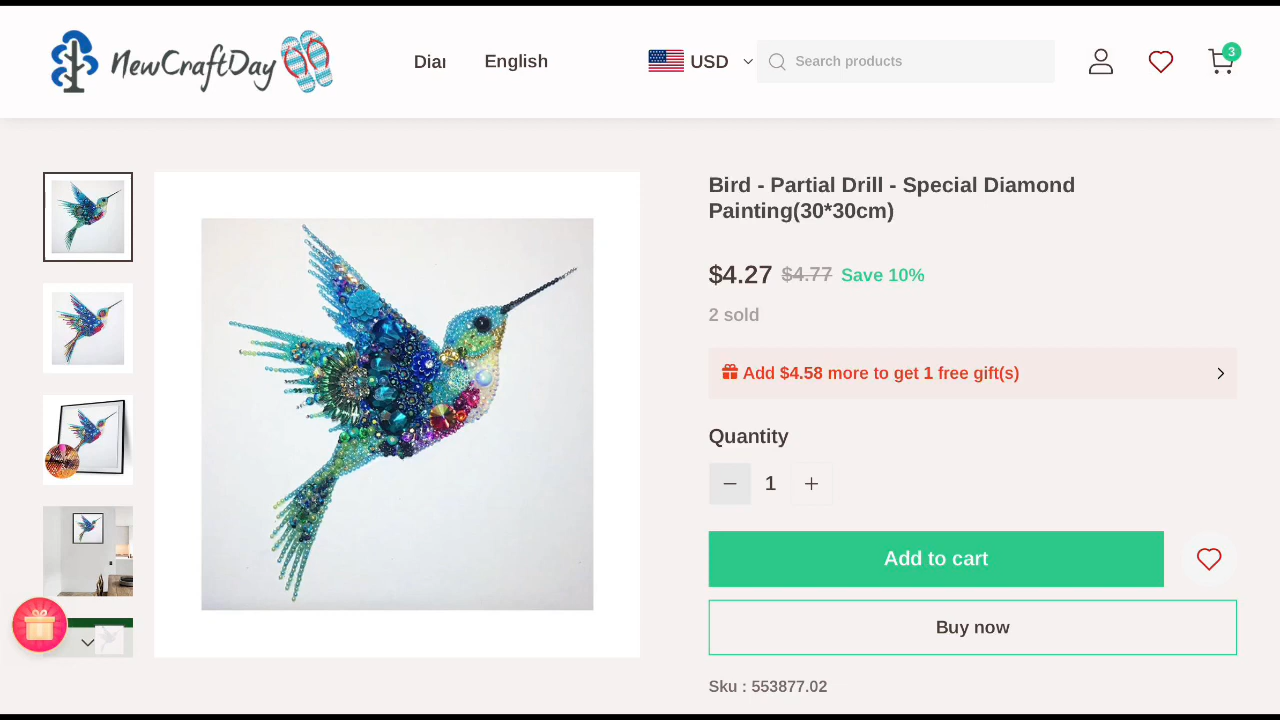 NewCraftDay
Diar
English
USD
Search products
3
Bird - Partial Drill - Special Diamond
Painting(30*30cm)
$4.27 $4.77 Save 10%
2 sold
Add $4.58 more to get 1 free gift(s)
Quantity
1
Add to cart
Buy now
Sku : 553877.02